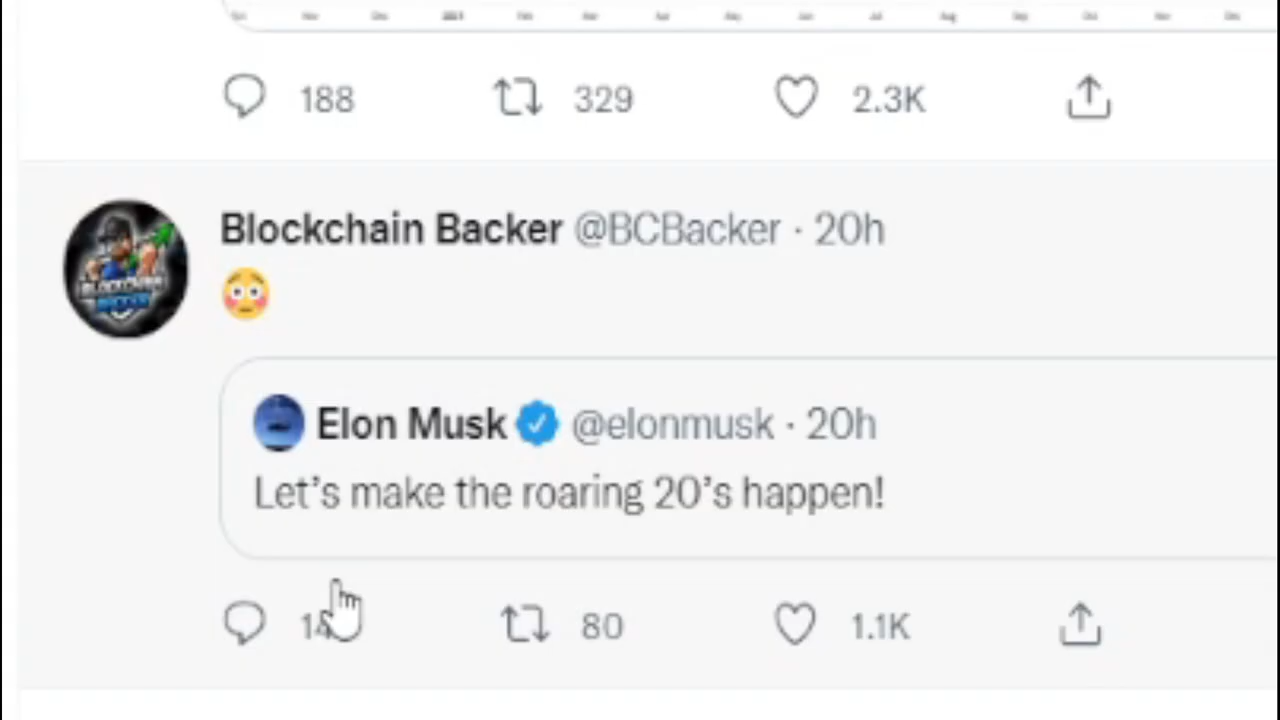 188 329 2.3K
Blockchain Backer @BCBacker · 20h
😳
Elon Musk @elonmusk · 20h
Let's make the roaring 20's happen!
80 1.1K